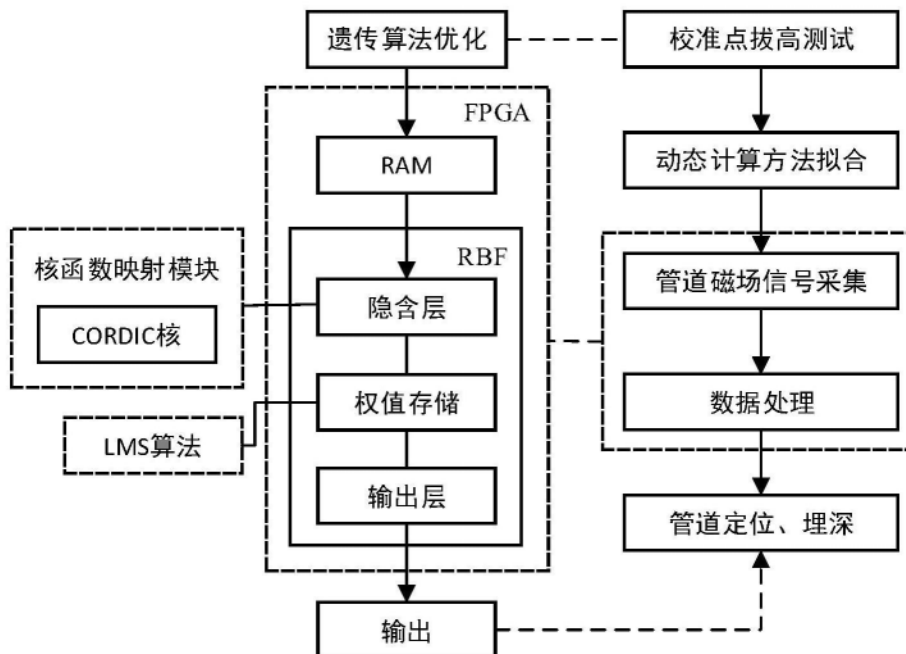 遗传算法优化
校准点拔高测试
FPGA
RAM
动态计算方法拟合
RBF
核函数映射模块
CORDIC核
隐含层
管道磁场信号采集
权值存储
数据处理
LMS算法
输出层
管道定位、埋深
输出